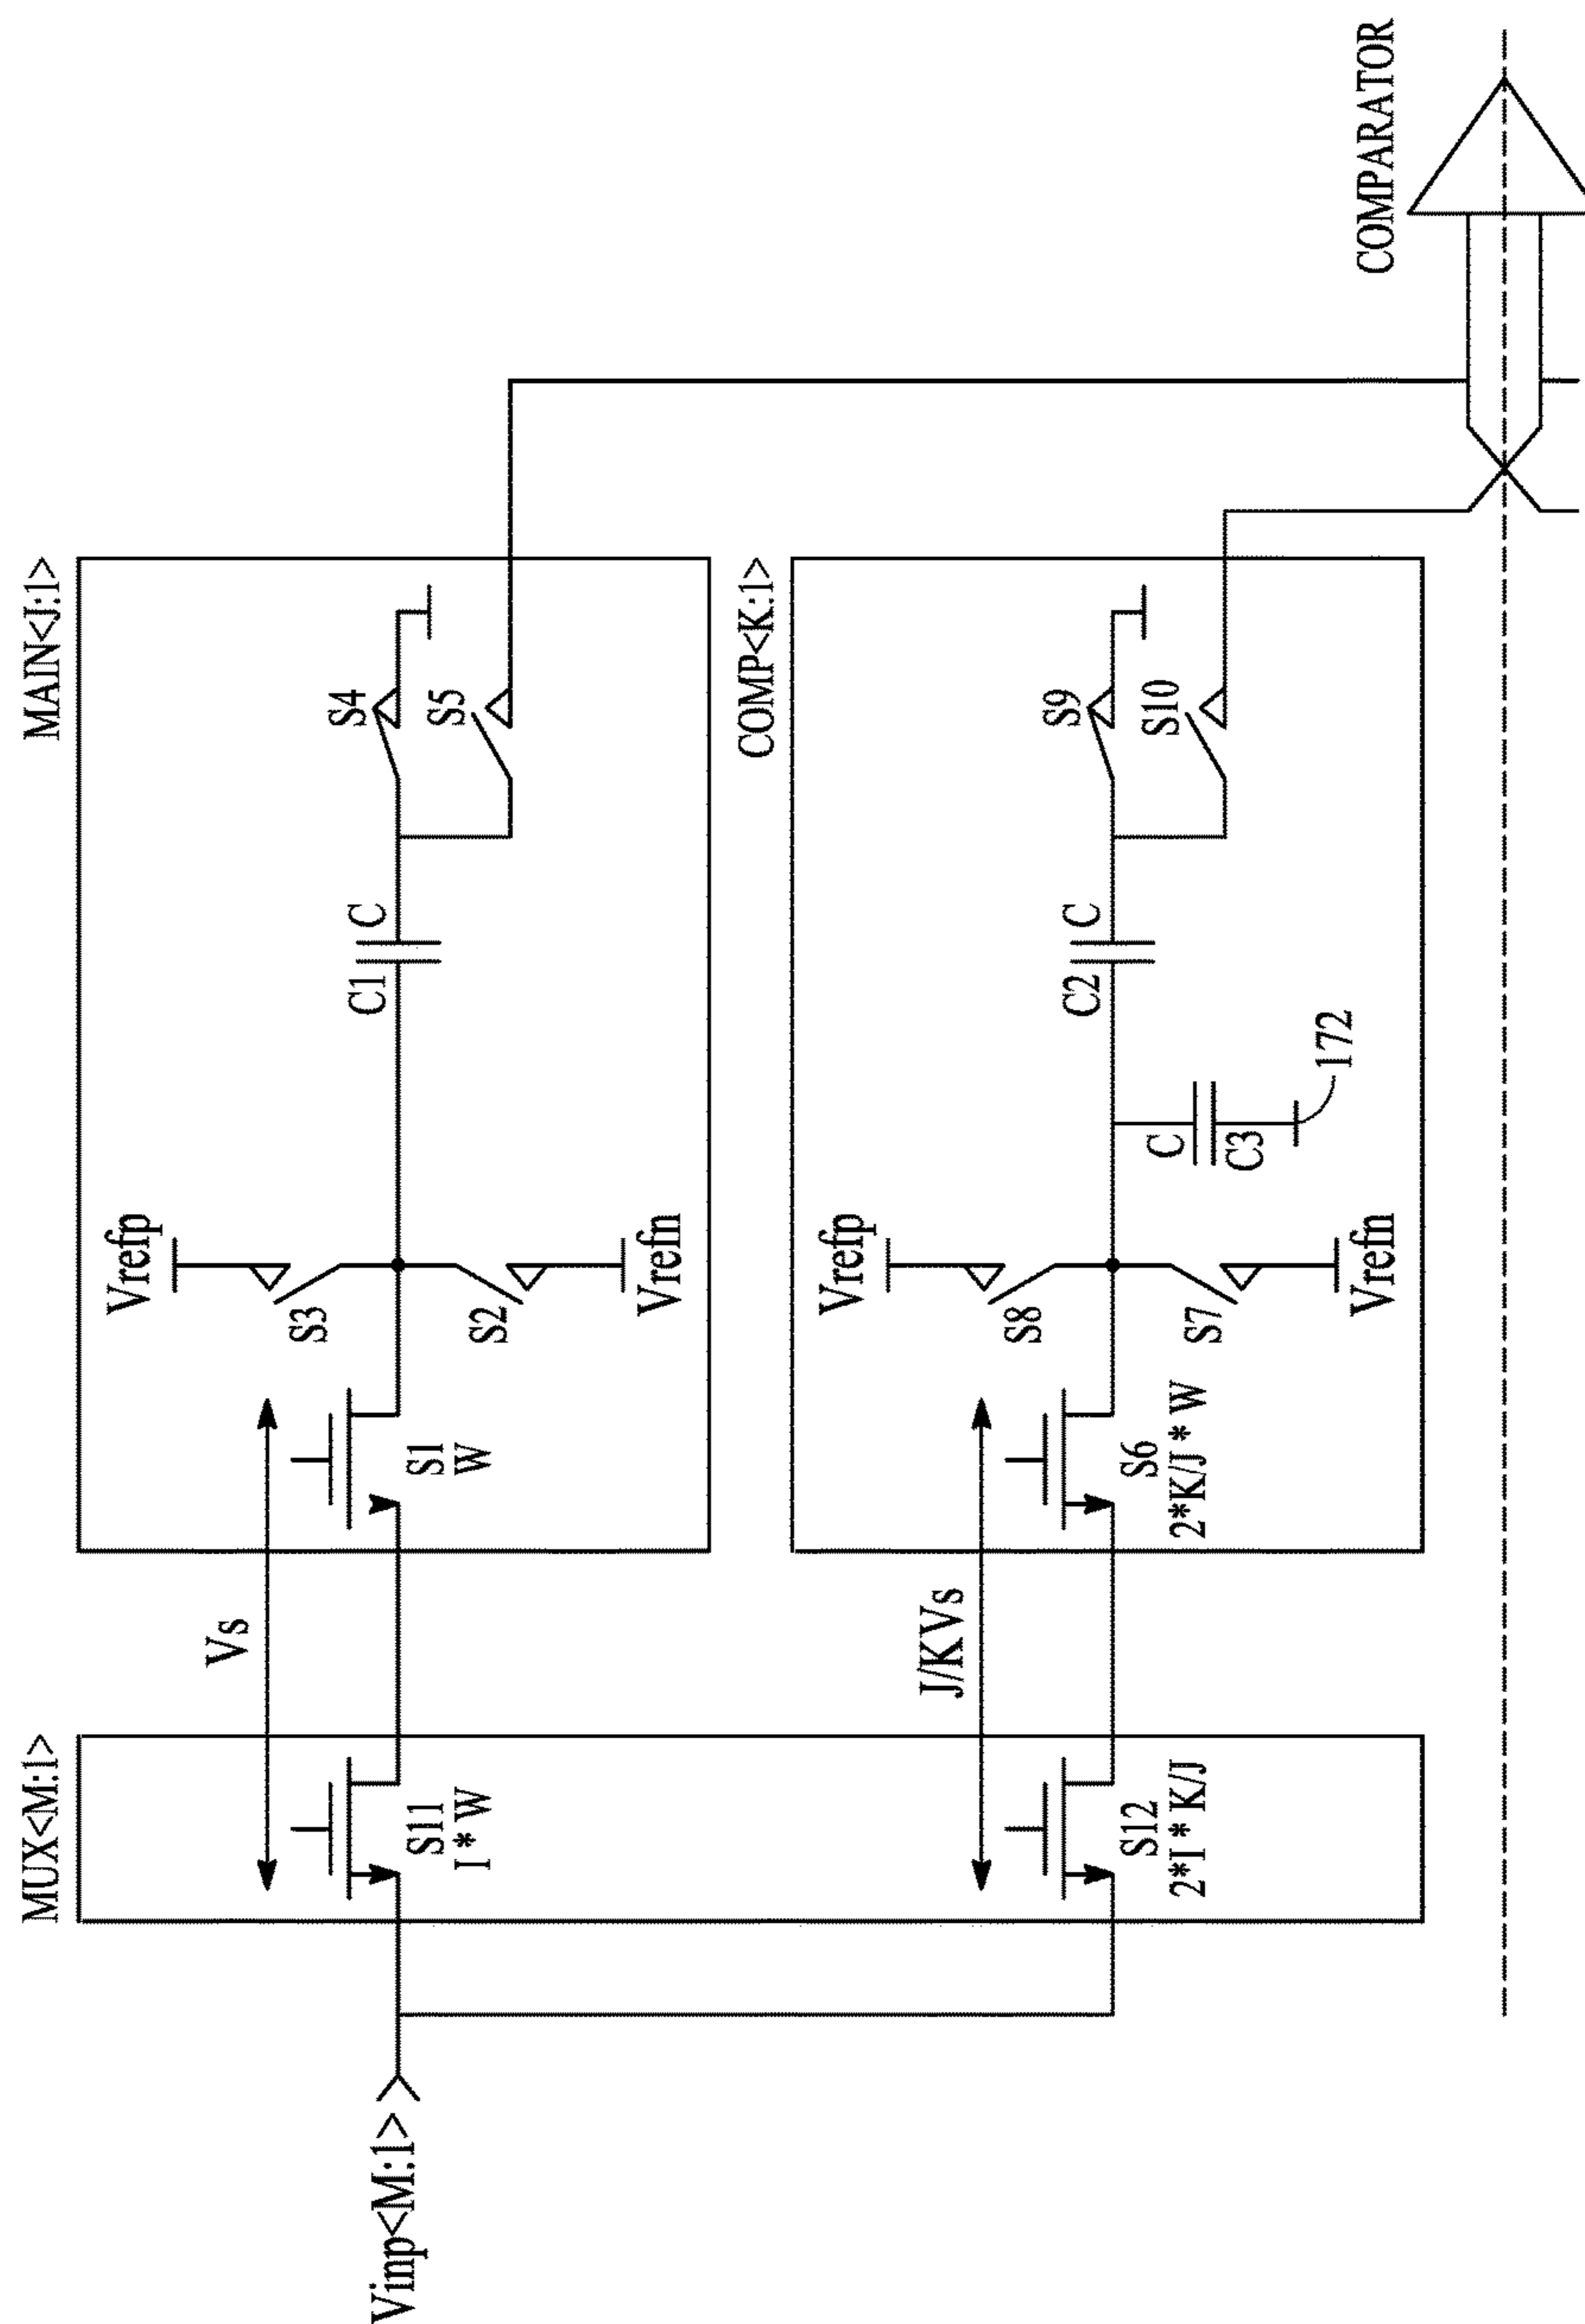 MUX<M:1>
MAIN<J:1>
COMPARATOR
Vs
Vrefp
S3
S11
I * W
S1
W
S2
Vrefn
C1
C
S4
S5
COMP<K:1>
Vinp<M:1>
J/KVs
Vrefp
S8
S12
2*I * K/J
S6
2*K/J * W
S7
Vrefn
C
C3
172
C2
C
S9
S10